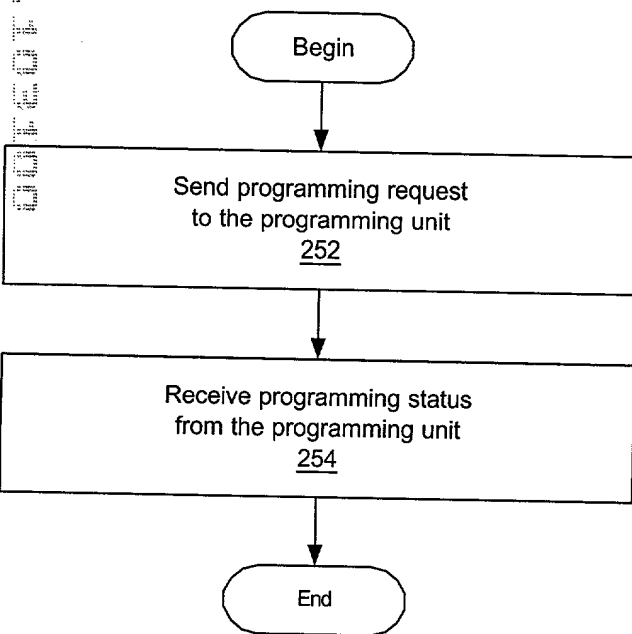 Begin
Send programming request
to the programming unit
252
Receive programming status
from the programming unit
254
End